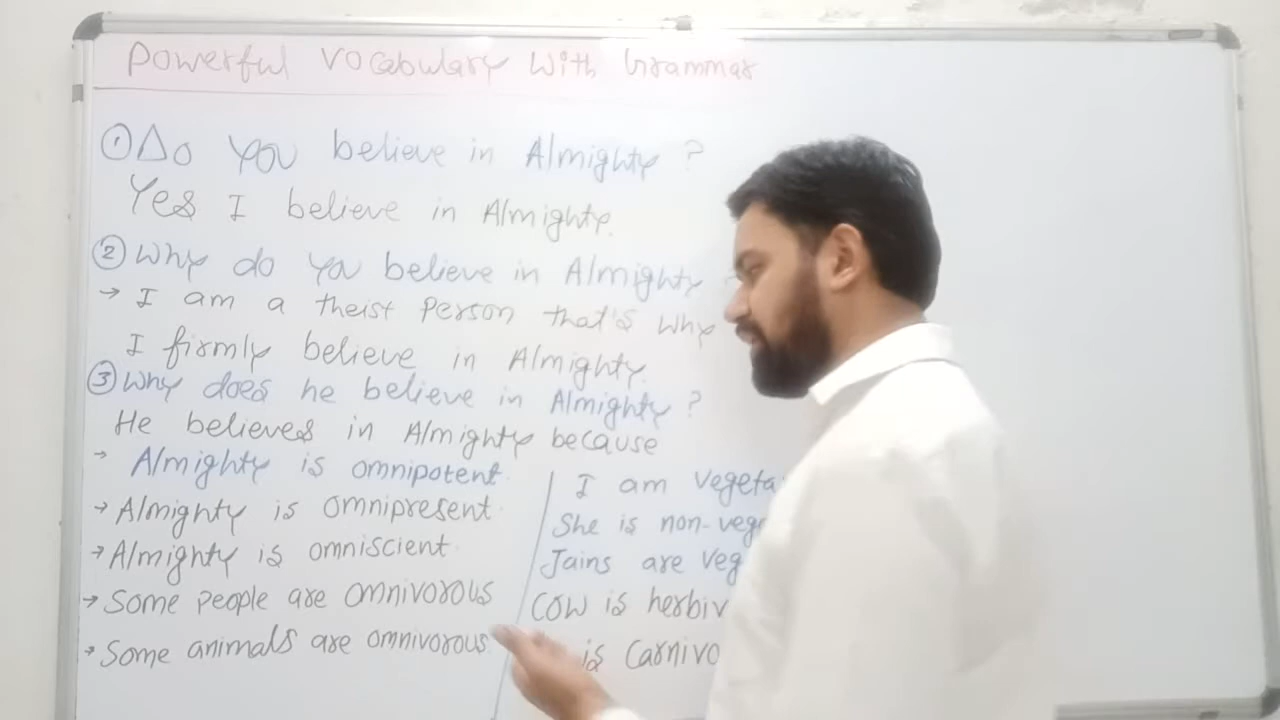 Powerful Vocabulary With Grammar
① Do you believe in Almighty ?
Yes I believe in Almighty.
② Why do you believe in Almighty
→ I am a theist Person that's why
I firmly believe in Almighty.
③ Why does he believe in Almighty ?
He believes in Almighty because
→ Almighty is omnipotent.
→ Almighty is omnipresent.
→ Almighty is omniscient.
→ Some people are omnivorous
→ Some animals are omnivorous.
I am Vegeta
She is non-veg
Jains are veg
Cow is herbiv
is Carnivo